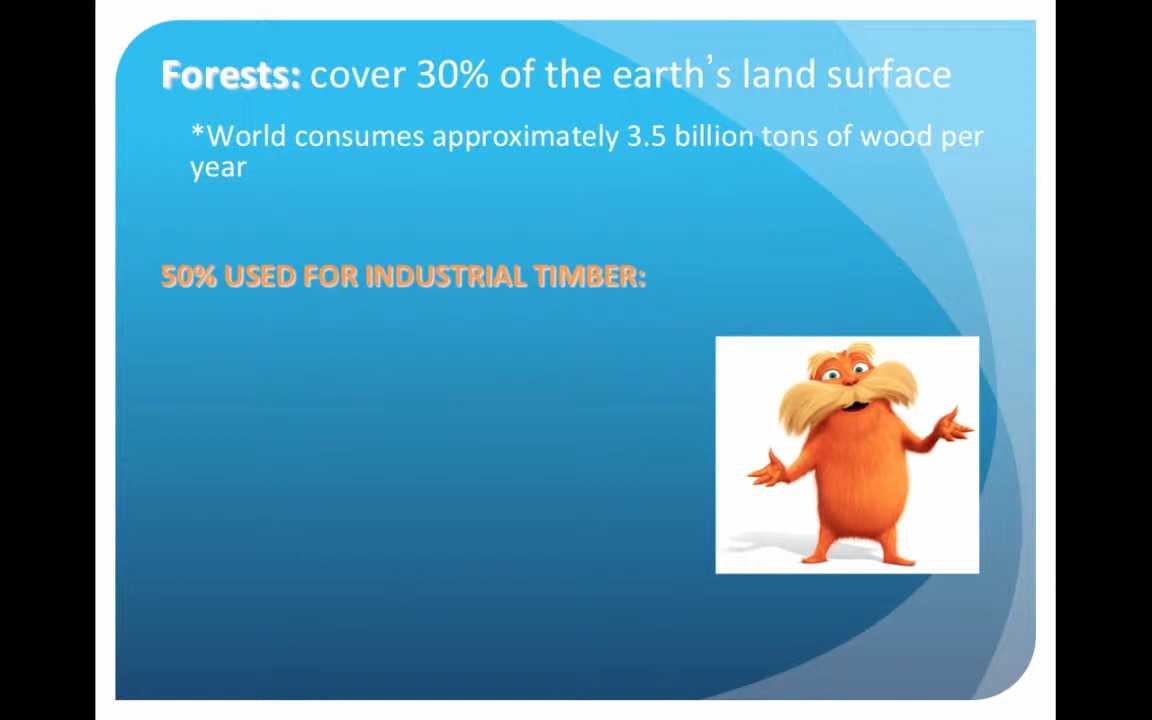 Forests: cover 30% of the earth’s land surface
*World consumes approximately 3.5 billion tons of wood per
year
50% USED FOR INDUSTRIAL TIMBER: